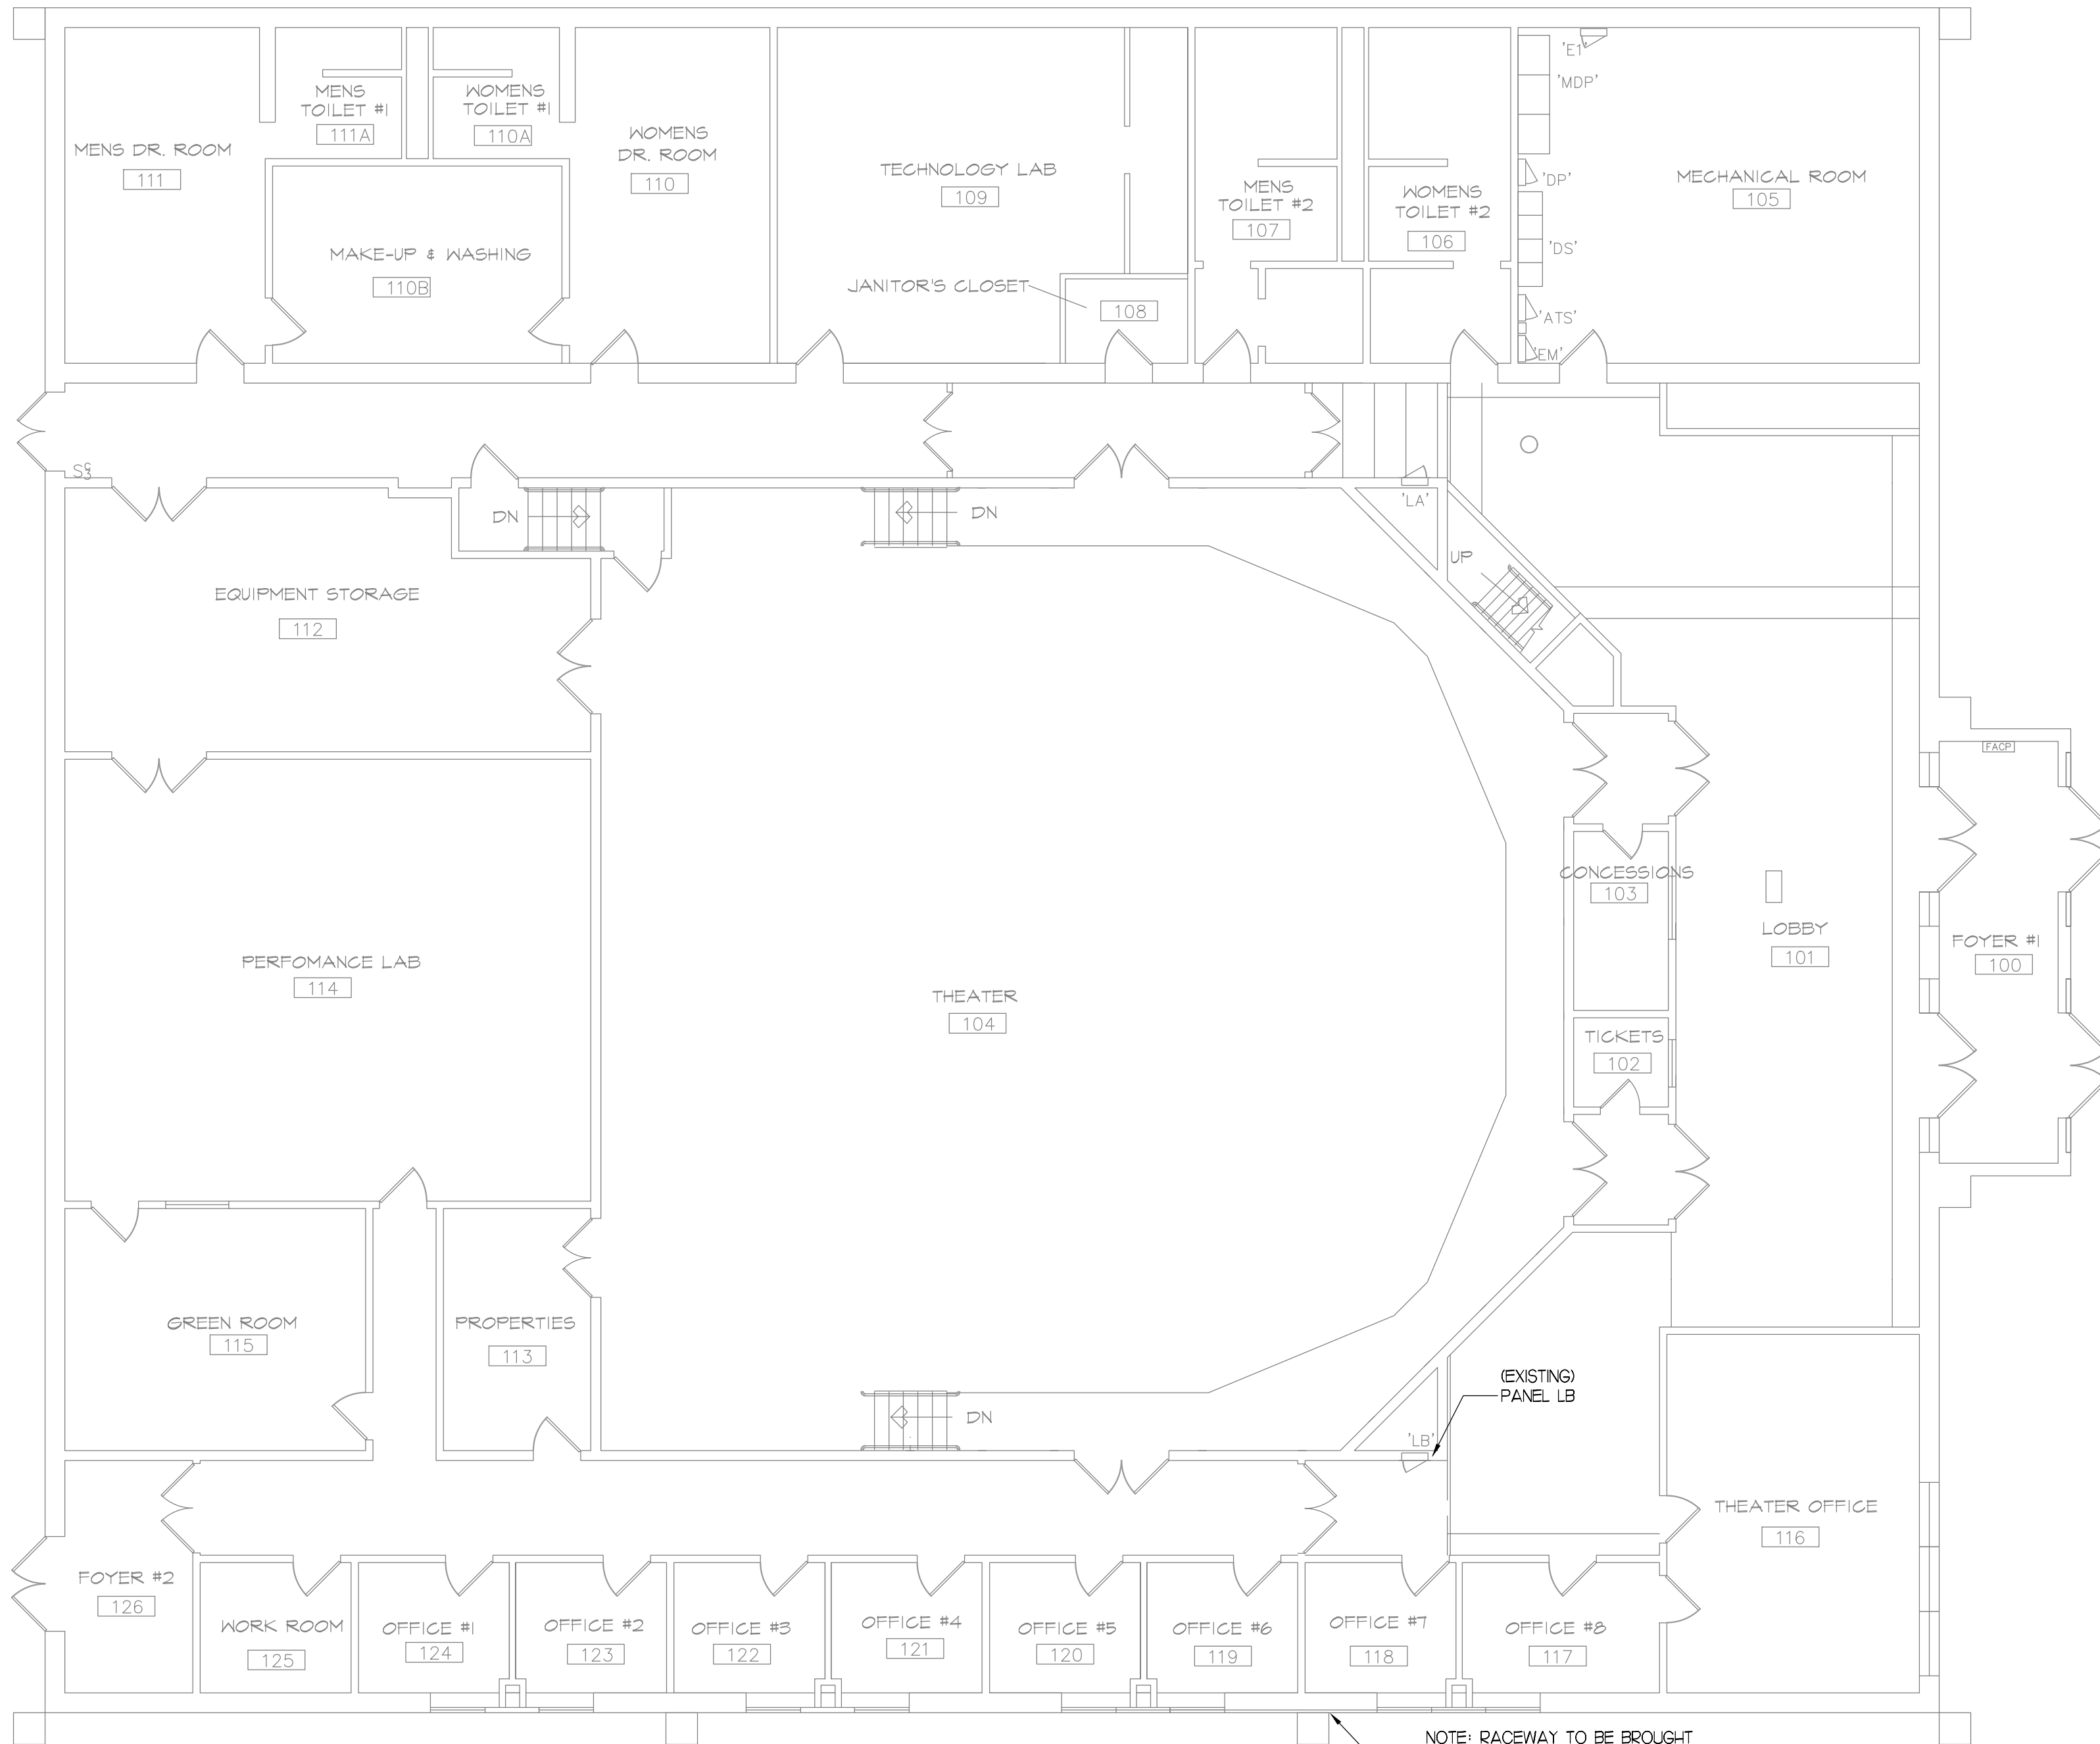 'E1'
'MDP'
MENS
TOILET #1
111A
WOMENS
TOILET #1
110A
MENS DR. ROOM
111
WOMENS
DR. ROOM
110
TECHNOLOGY LAB
109
MENS
TOILET #2
107
WOMENS
TOILET #2
106
'DP'
MECHANICAL ROOM
105
MAKE-UP & WASHING
110B
'DS'
JANITOR'S CLOSET
108
'ATS'
'EM'
S
C
3
DN
DN
'LA'
UP
EQUIPMENT STORAGE
112
FACP
CONCESSIONS
103
LOBBY
101
FOYER #1
100
PERFOMANCE LAB
114
THEATER
104
TICKETS
102
GREEN ROOM
115
PROPERTIES
113
(EXISTING)
PANEL LB
DN
'LB'
THEATER OFFICE
116
FOYER #2
126
WORK ROOM
125
OFFICE #1
124
OFFICE #2
123
OFFICE #3
122
OFFICE #4
121
OFFICE #5
120
OFFICE #6
119
OFFICE #7
118
OFFICE #8
117
NOTE: RACEWAY TO BE BROUGHT